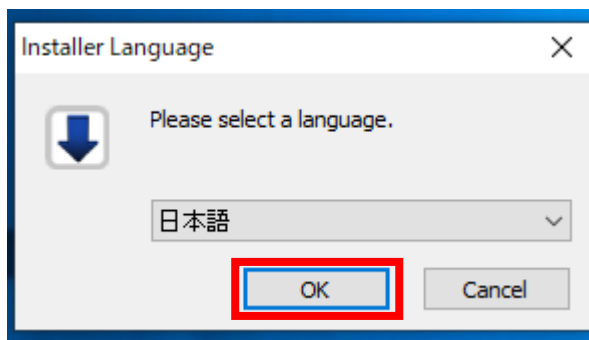 Installer Language
Please select a language.
日本語
OK
Cancel